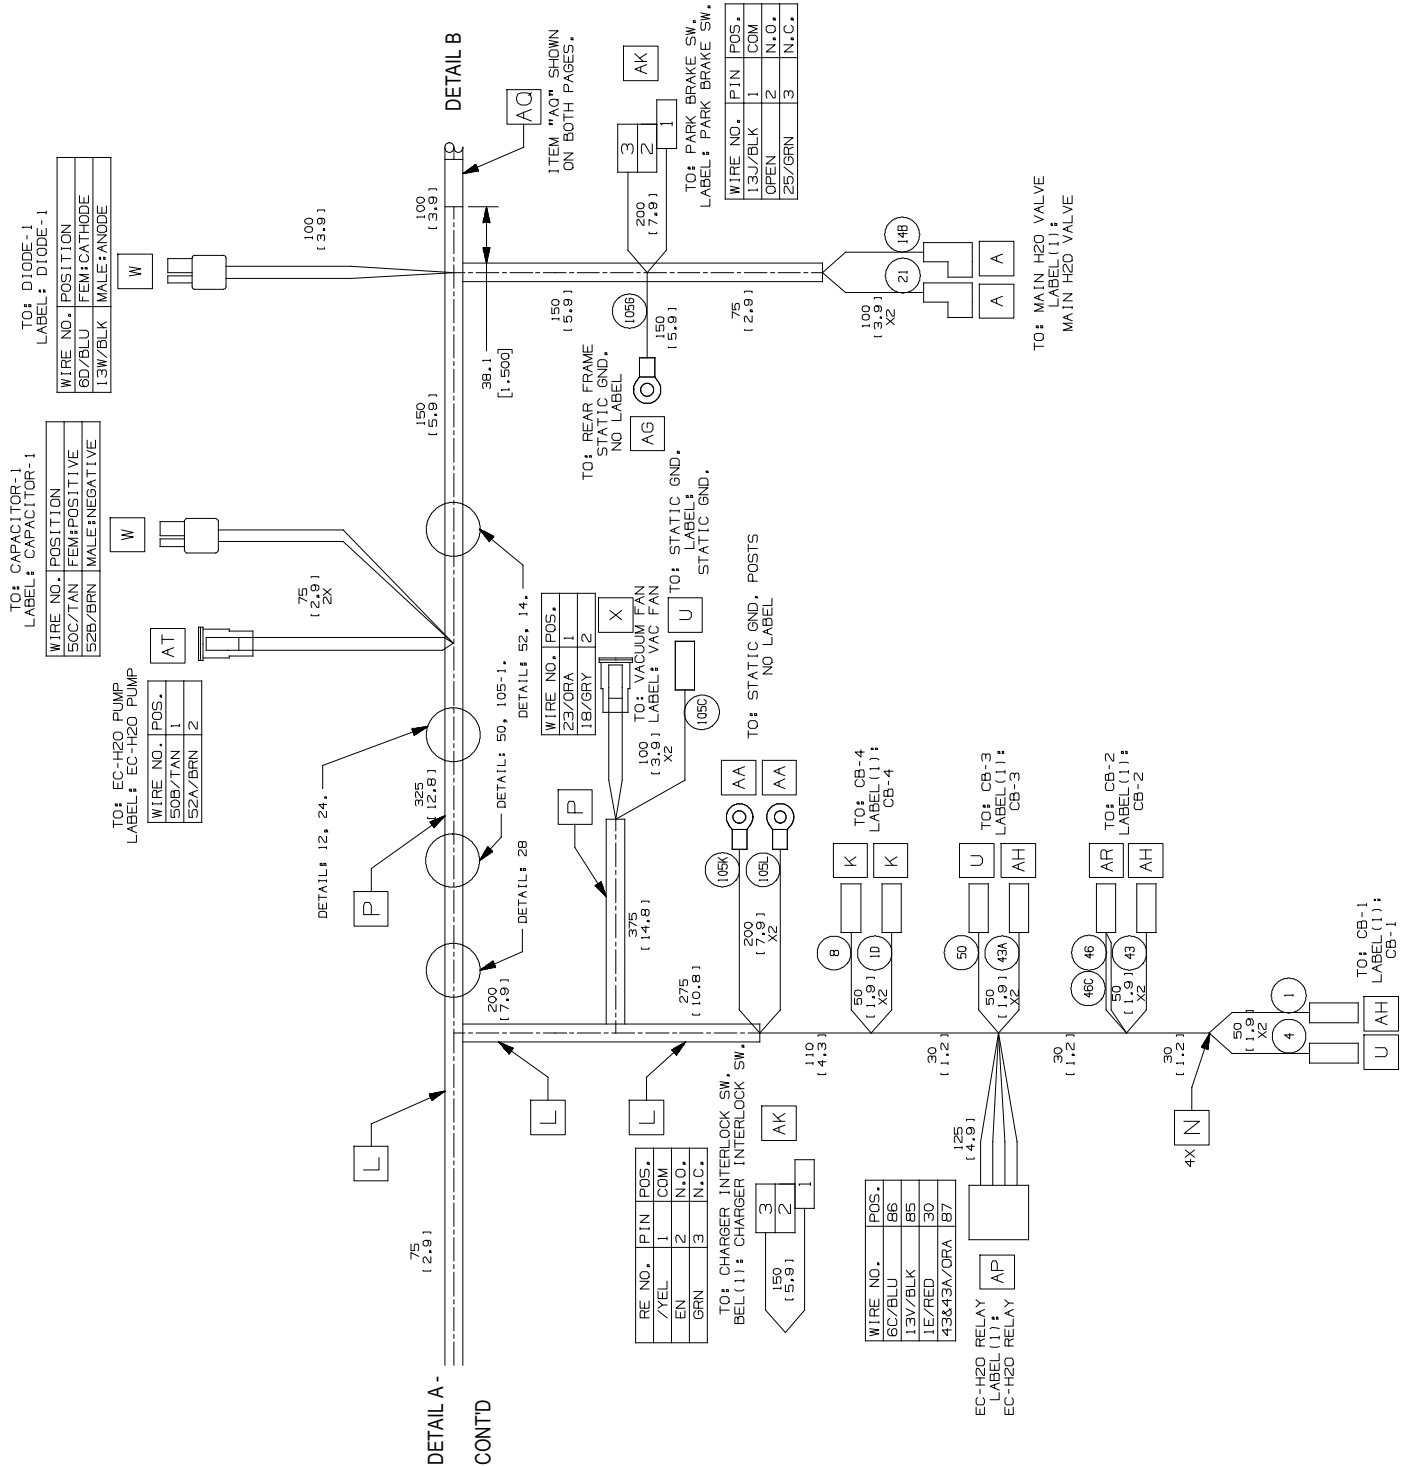 DETAIL A -
CONT'D
DETAIL B
TO: DIODE-1
LABEL: DIODE-1
WIRE NO. POSITION
6D/BLU FEM:CATHODE
13W/BLK MALE:ANODE
W
100
[3.9]
TO: CAPACITOR-1
LABEL: CAPACITOR-1
WIRE NO. POSITION
50C/TAN FEM:POSITIVE
52B/BRN MALE:NEGATIVE
W
75
[2.9]
2X
TO: EC-H2O PUMP
LABEL: EC-H2O PUMP
WIRE NO. POS.
50B/TAN 1
52A/BRN 2
AT
DETAIL: 12, 24.
P
325
[12.8]
150
[5.9]
100
[3.9]
AQ
ITEM "AQ" SHOWN
ON BOTH PAGES.
38.1
[1.500]
DETAIL: 52, 14.
DETAIL: 50, 105-1.
DETAIL: 28
L
75
[2.9]
200
[7.9]
L
275
[10.8]
L
P
375
[14.8]
WIRE NO. POS.
23/ORA 1
18/GRY 2
X
TO: VACUUM FAN
LABEL: VAC FAN
100
[3.9]
X2
U
105C
TO: STATIC GND.
LABEL:
STATIC GND.
TO: REAR FRAME
STATIC GND.
NO LABEL
AG
105G
150
[5.9]
150
[5.9]
75
[2.9]
200
[7.9]
3
2
1
AK
TO: PARK BRAKE SW.
LABEL: PARK BRAKE SW.
WIRE NO. PIN POS.
13J/BLK 1 COM
OPEN 2 N.O.
25/GRN 3 N.C.
100
[3.9]
X2
21
14B
A
A
TO: MAIN H2O VALVE
LABEL(1):
MAIN H2O VALVE
105K
105L
AA
AA
200
[7.9]
X2
TO: STATIC GND. POSTS
NO LABEL
RE NO. PIN POS.
/YEL 1 COM
EN 2 N.O.
GRN 3 N.C.
TO: CHARGER INTERLOCK SW.
BEL(1): CHARGER INTERLOCK SW.
AK
3
2
1
150
[5.9]
110
[4.3]
8
1D
50
[1.9]
X2
K
K
TO: CB-4
LABEL(1):
CB-4
30
[1.2]
50
43A
50
[1.9]
X2
U
AH
TO: CB-3
LABEL(1):
CB-3
125
[4.9]
WIRE NO. POS.
6C/BLU 86
13V/BLK 85
1E/RED 30
43&43A/ORA 87
AP
EC-H2O RELAY
LABEL(1):
EC-H2O RELAY
30
[1.2]
46C
46
43
50
[1.9]
X2
AR
AH
TO: CB-2
LABEL(1):
CB-2
30
[1.2]
4X
N
50
[1.9]
X2
4
1
U
AH
TO: CB-1
LABEL(1):
CB-1